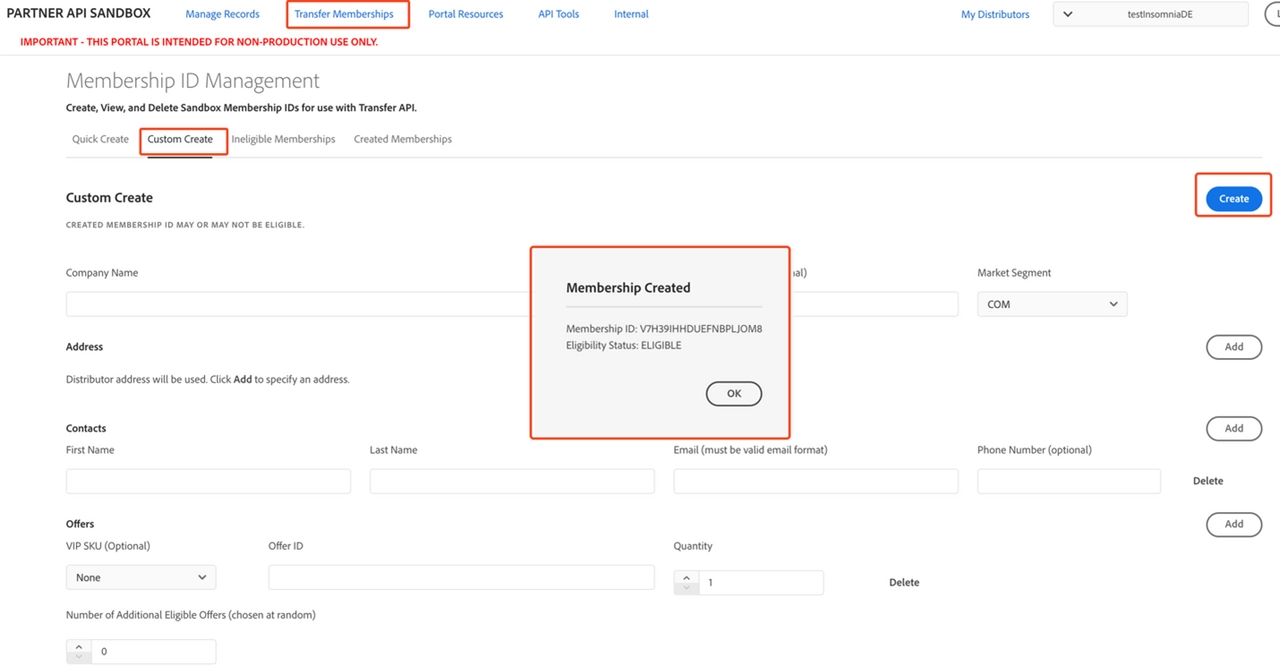 PARTNER API SANDBOX Manage Records Transfer Memberships Portal Resources API Tools Internal My Distributors testInsomniaDE
IMPORTANT - THIS PORTAL IS INTENDED FOR NON-PRODUCTION USE ONLY.
Membership ID Management
Create, View, and Delete Sandbox Membership IDs for use with Transfer API.
Quick Create Custom Create Ineligible Memberships Created Memberships
Custom Create Create
CREATED MEMBERSHIP ID MAY OR MAY NOT BE ELIGIBLE.
Company Name Market Segment
COM
Membership Created
Membership ID: V7H39IHHDUEFNBPLJOM8
Eligibility Status: ELIGIBLE
OK
Address Add
Distributor address will be used. Click Add to specify an address.
Contacts Add
First Name Last Name Email (must be valid email format) Phone Number (optional)
Delete
Offers Add
VIP SKU (Optional) Offer ID Quantity
None 1 Delete
Number of Additional Eligible Offers (chosen at random)
0